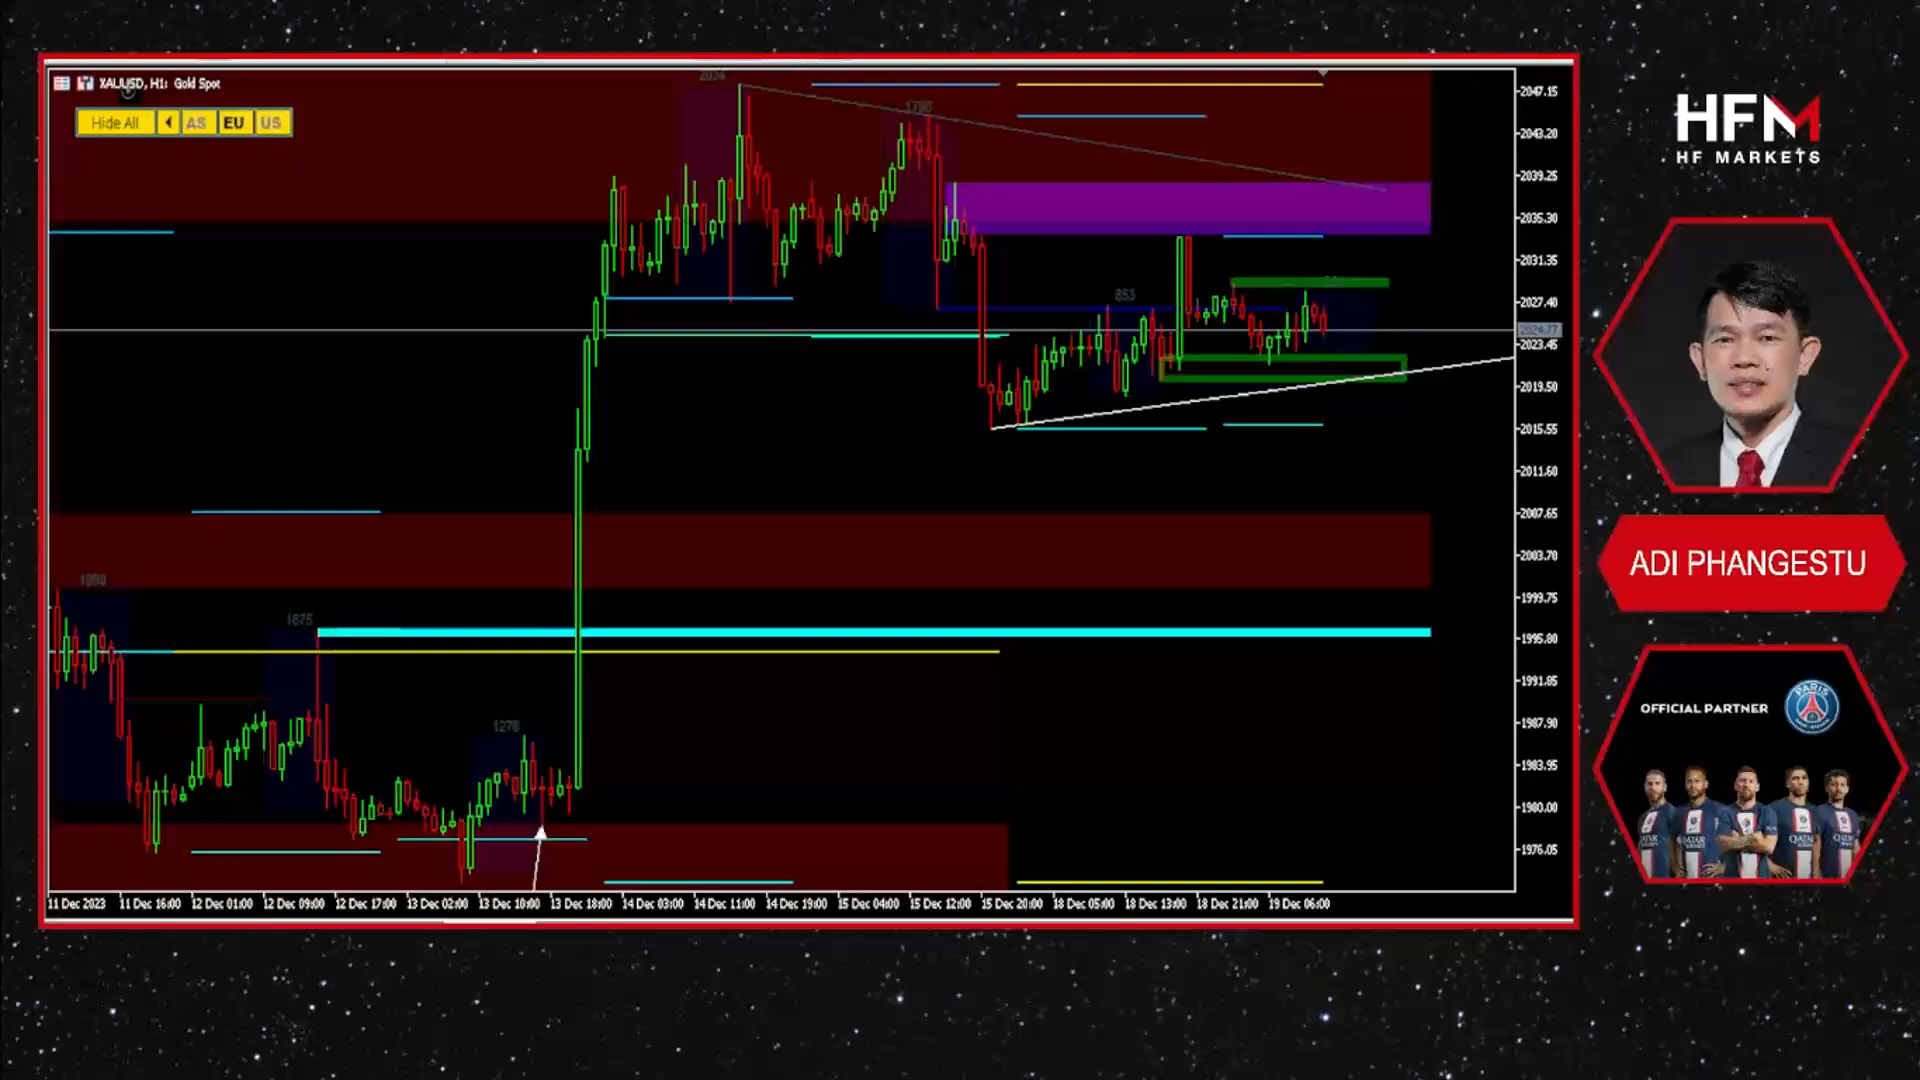 XAUUSD, H1: Gold Spot
Hide All
AS
EU
US
1675
1278
853
2047.15
2043.20
2039.25
2035.30
2031.35
2027.40
2024.77
2023.45
2019.50
2015.55
2011.60
2007.65
2003.70
1999.75
1995.80
1991.85
1987.90
1983.95
1980.00
1976.05
11 Dec 2023
11 Dec 16:00
12 Dec 01:00
12 Dec 09:00
12 Dec 17:00
13 Dec 02:00
13 Dec 10:00
13 Dec 18:00
14 Dec 03:00
14 Dec 11:00
14 Dec 19:00
15 Dec 04:00
15 Dec 12:00
15 Dec 20:00
18 Dec 05:00
18 Dec 13:00
18 Dec 21:00
19 Dec 06:00
HFM
HF MARKETS
ADI PHANGESTU
OFFICIAL PARTNER
PARIS